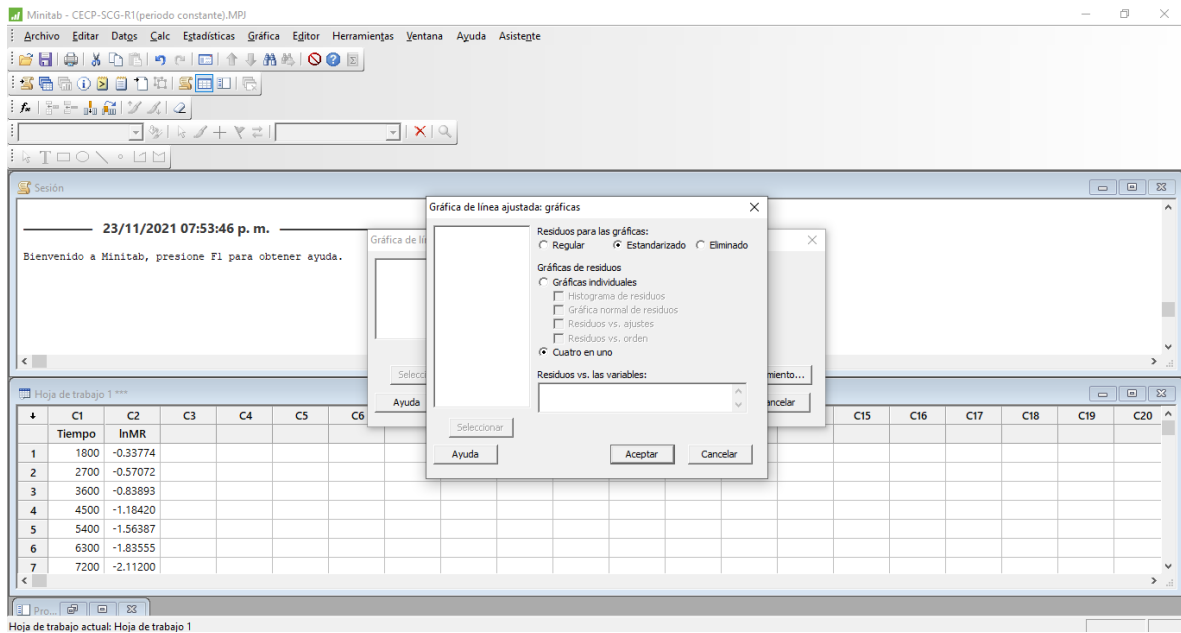 Minitab - CECP-SCG-R1(periodo constante).MPJ
Archivo Editar Datos Calc Estadísticas Gráfica Editor Herramientas Ventana Ayuda Asistente
Sesión
23/11/2021 07:53:46 p. m.
Bienvenido a Minitab, presione F1 para obtener ayuda.
Gráfica de lí
Selecc
Ayuda
miento...
ncelar
Gráfica de línea ajustada: gráficas
Residuos para las gráficas:
Regular Estandarizado Eliminado
Gráficas de residuos
Gráficas individuales
Histograma de residuos
Gráfica normal de residuos
Residuos vs. ajustes
Residuos vs. orden
Cuatro en uno
Residuos vs. las variables:
Seleccionar
Ayuda Aceptar Cancelar
Hoja de trabajo 1 ***
C1 C2 C3 C4 C5 C6 C15 C16 C17 C18 C19 C20
Tiempo lnMR
1 1800 -0.33774
2 2700 -0.57072
3 3600 -0.83893
4 4500 -1.18420
5 5400 -1.56387
6 6300 -1.83555
7 7200 -2.11200
Pro...
Hoja de trabajo actual: Hoja de trabajo 1